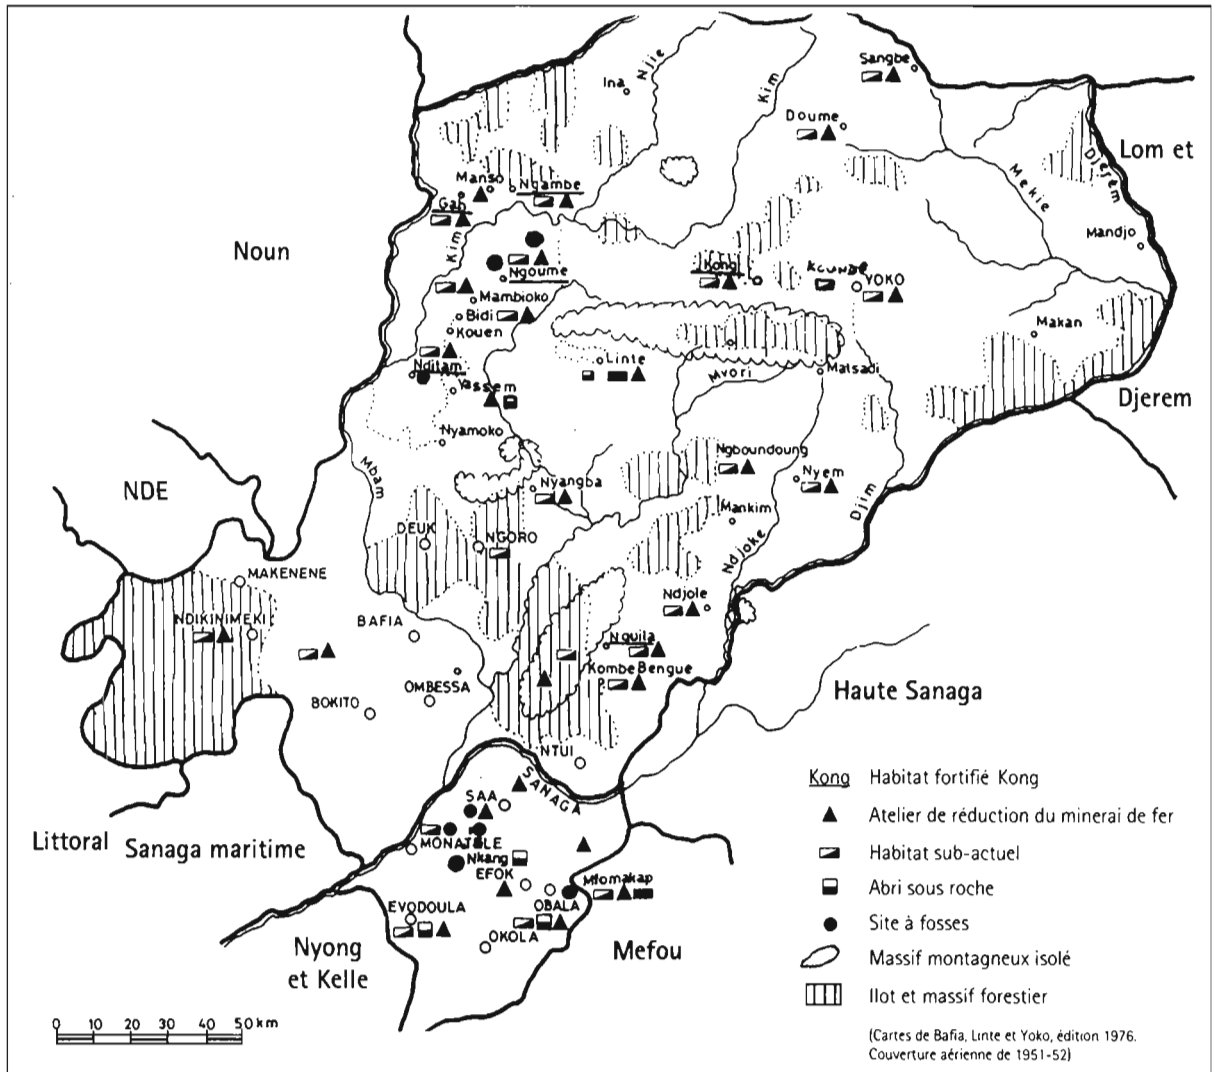 Sangbe
Ina
Njie
Kim
Doume
Lom et
Djerem
Mekie
Manso
Ngambe
Gah
Mandjo
Noun
Kim
Ngoume
Kong
KOUNDE
YOKO
Mambioko
Bidi
Kouen
Makan
Nditam
Linte
Mvori
Matsadi
Yassem
Djerem
Nyamoko
Ngboundoung
Mbam
Nyem
Nyangba
NDE
Djim
Mankim
DEUK
NGORO
Ndjoke
MAKENENE
Ndjole
NDIKINIMEKI
BAFIA
Nguila
Kombe Bengue
OMBESSA
BOKITO
Haute Sanaga
NTUI
SANAGA
SAA
Kong Habitat fortifié Kong
Atelier de réduction du minerai de fer
Littoral
Sanaga maritime
MONATELE
Nkang
EFOK
Mfomakap
Habitat sub-actuel
Abri sous roche
EVODOULA
OBALA
Site à fosses
OKOLA
Nyong
et Kelle
Mefou
Massif montagneux isolé
Ilot et massif forestier
0 10 20 30 40 50 km
(Cartes de Bafia, Linte et Yoko, édition 1976.
Couverture aérienne de 1951-52)